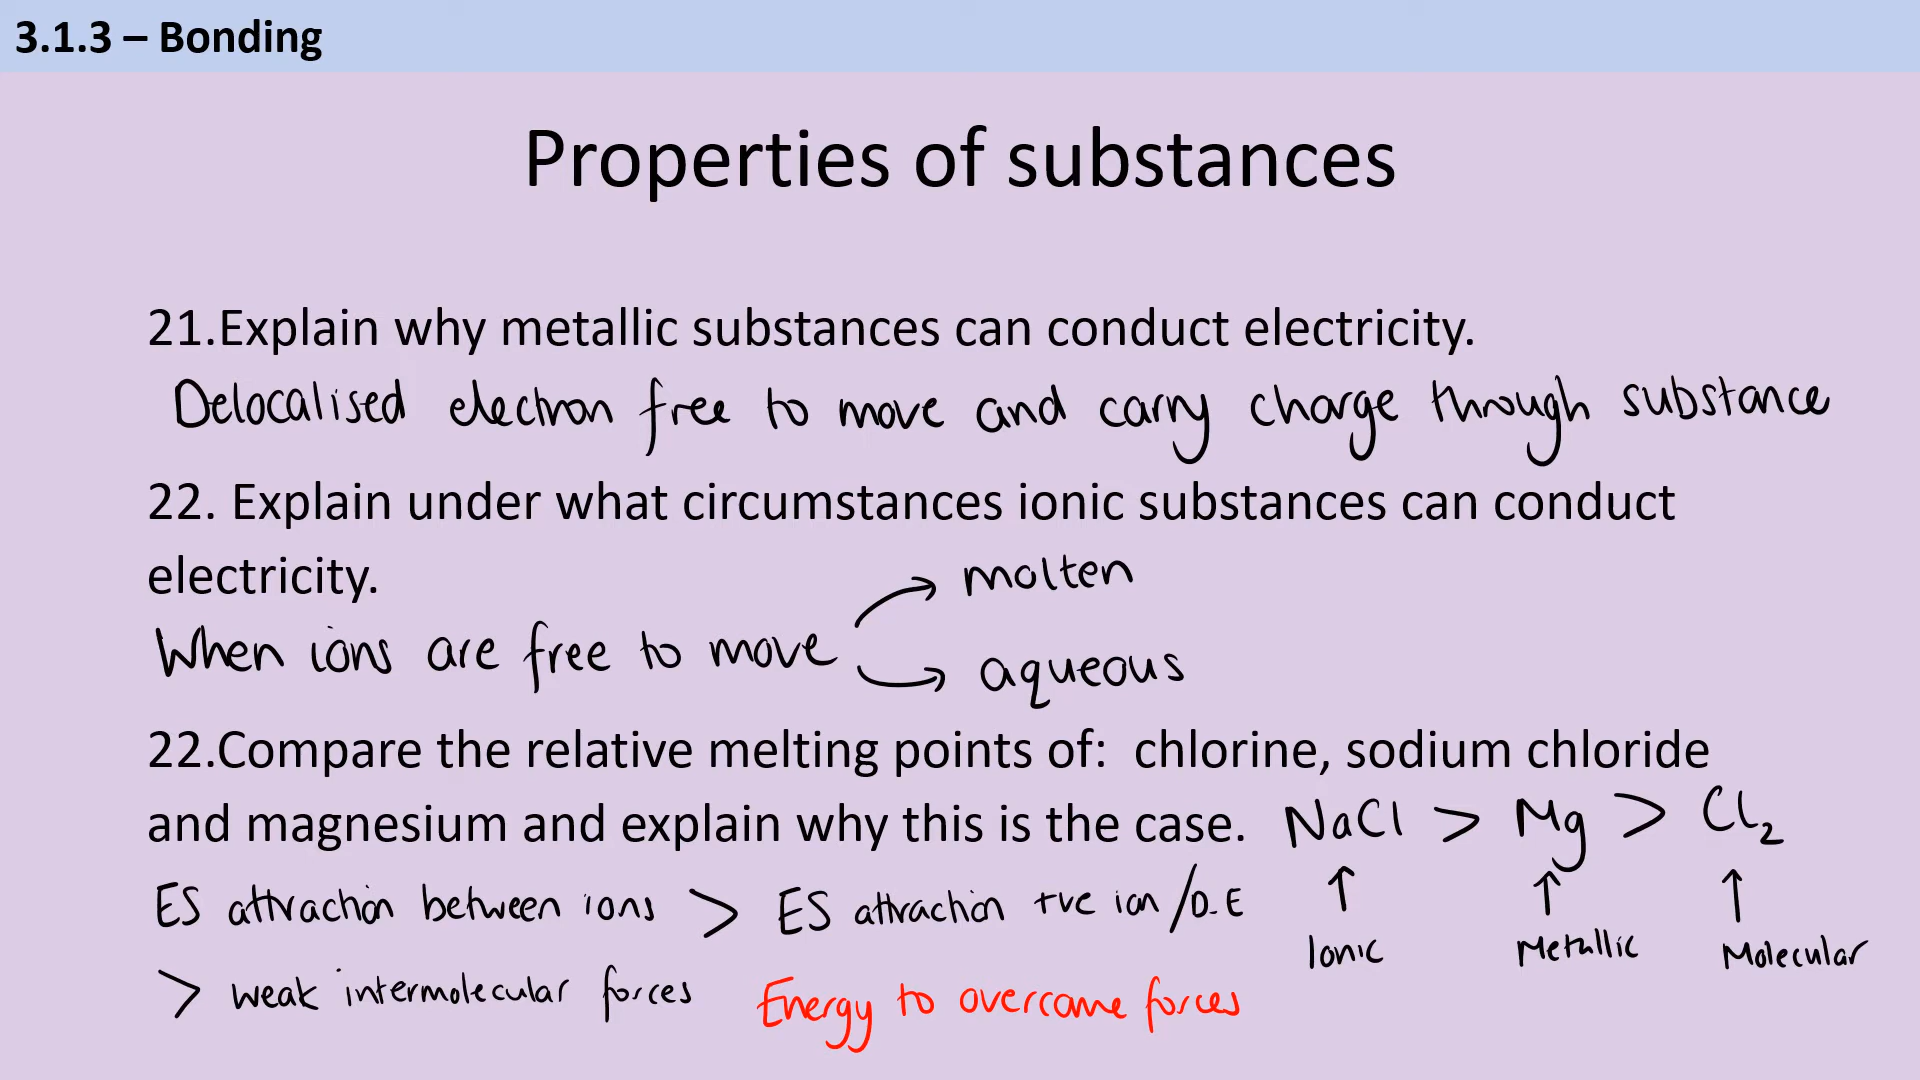 3.1.3 – Bonding
Properties of substances
21.Explain why metallic substances can conduct electricity.
Delocalised electron free to move and carry charge through substance
22. Explain under what circumstances ionic substances can conduct
electricity.
molten
When ions are free to move
aqueous
22.Compare the relative melting points of: chlorine, sodium chloride
and magnesium and explain why this is the case. NaCl > Mg > Cl₂
ES attraction between ions > ES attraction +ve ion / D.E
Ionic Metallic Molecular
> weak intermolecular forces Energy to overcome forces